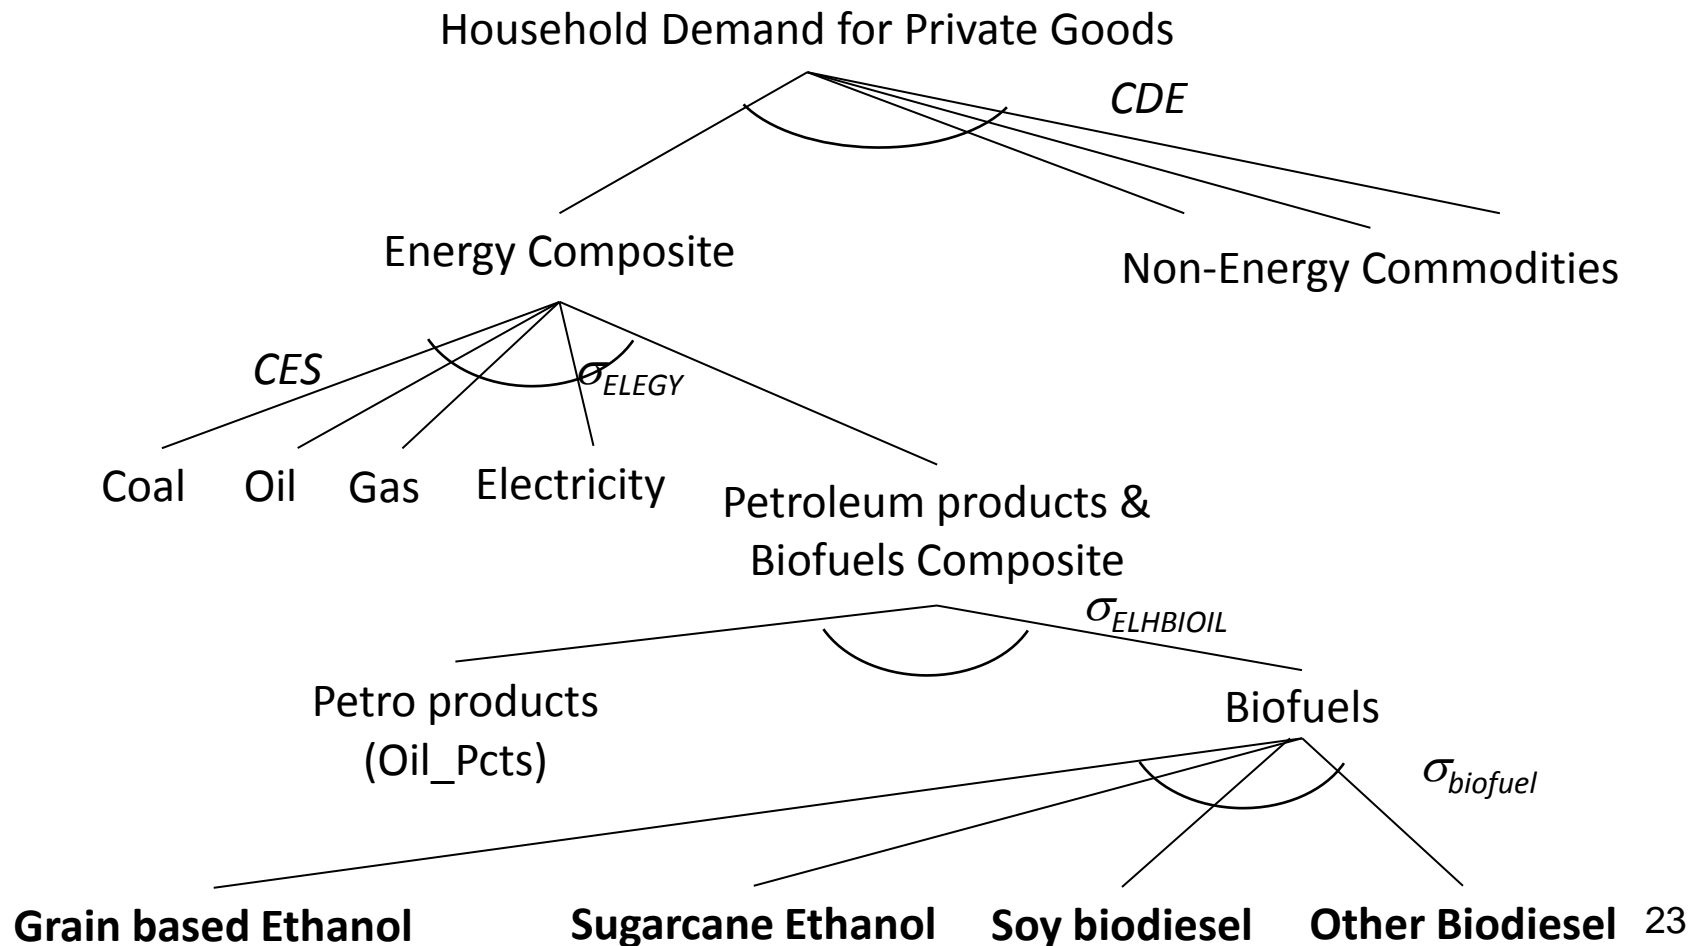 Household Demand for Private Goods
CDE
Energy Composite
Non-Energy Commodities
CES
σELEGY
Coal
Oil
Gas
Electricity
Petroleum products &
Biofuels Composite
σELHBIOIL
Petro products
(Oil_Pcts)
Biofuels
σbiofuel
Grain based Ethanol
Sugarcane Ethanol
Soy biodiesel
Other Biodiesel
23